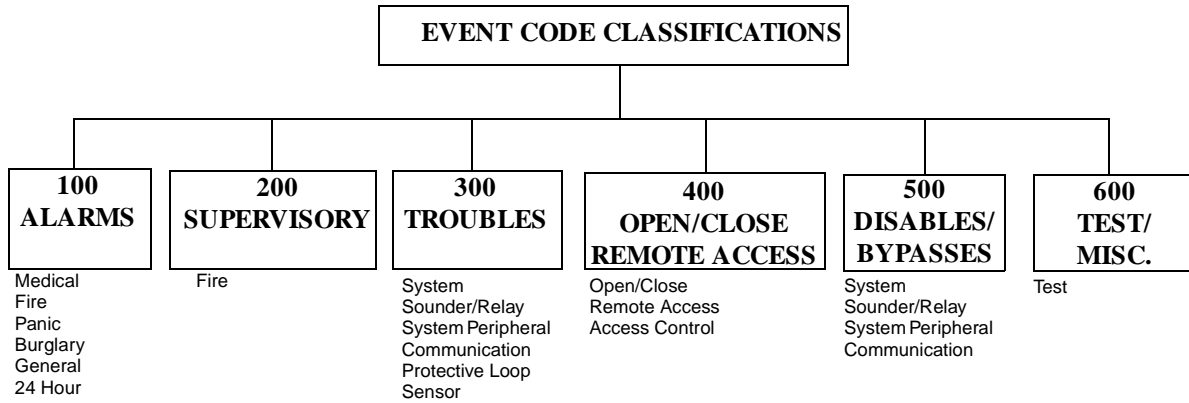 EVENT CODE CLASSIFICATIONS
100
ALARMS
Medical
Fire
Panic
Burglary
General
24 Hour
200
SUPERVISORY
Fire
300
TROUBLES
System
Sounder/Relay
System Peripheral
Communication
Protective Loop
Sensor
400
OPEN/CLOSE
REMOTE ACCESS
Open/Close
Remote Access
Access Control
500
DISABLES/
BYPASSES
System
Sounder/Relay
System Peripheral
Communication
600
TEST/
MISC.
Test